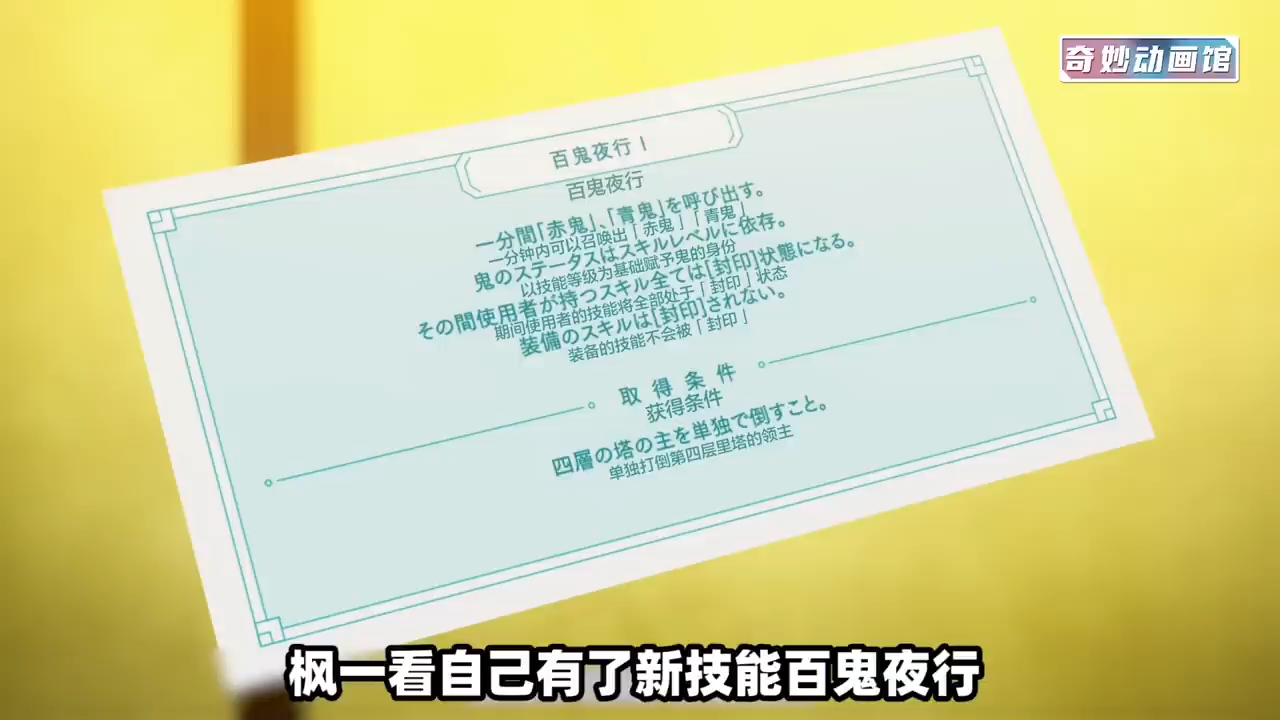 奇妙动画馆
百鬼夜行 I
百鬼夜行
一分間「赤鬼」、「青鬼」を呼び出す。
一分钟内可以召唤出「赤鬼」「青鬼」
鬼のステータスはスキルレベルに依存。
以技能等级为基础赋予鬼的身份
その間使用者が持つスキル全ては[封印]状態になる。
期间使用者的技能将全部处于「封印」状态
装備のスキルは[封印]されない。
装备的技能不会被「封印」
取得条件
获得条件
四層の塔の主を単独で倒すこと。
单独打倒第四层里塔的领主
枫一看自己有了新技能百鬼夜行